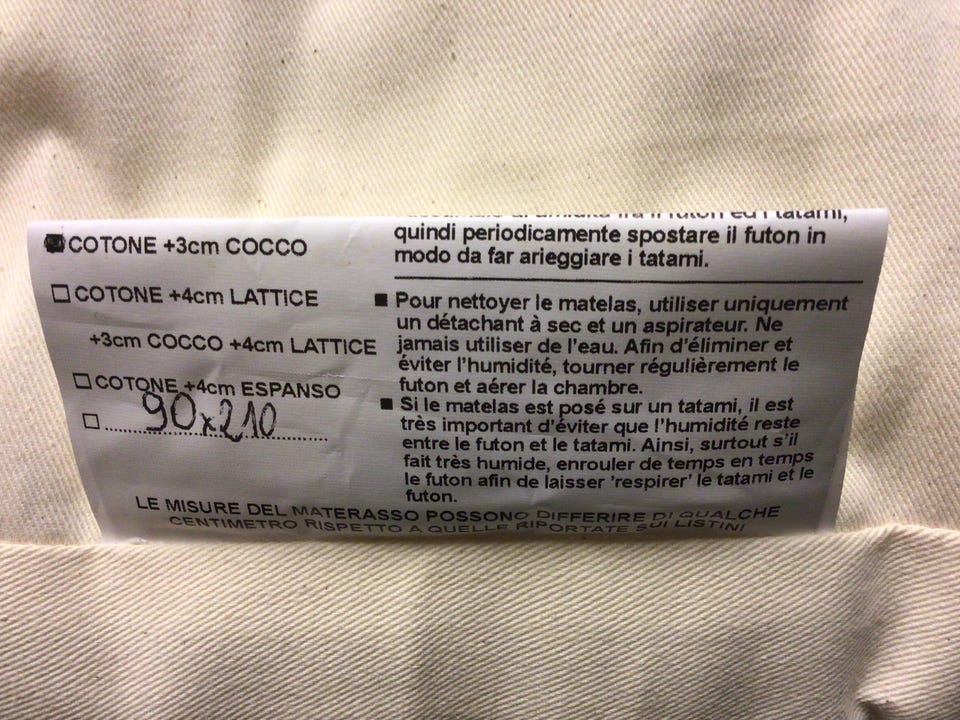 COTONE +3cm COCCO
COTONE +4cm LATTICE
+3cm COCCO +4cm LATTICE
COTONE +4cm ESPANSO
90x210
LE MISURE DEL MATERASSO POSSONO DIFFERIRE DI QUALCHE
CENTIMETRO RISPETTO A QUELLE RIPORTATE SUI LISTINI
futon ed i tatami,
quindi periodicamente spostare il futon in
modo da far arieggiare i tatami.
Pour nettoyer le matelas, utiliser uniquement
un détachant à sec et un aspirateur. Ne
jamais utiliser de l'eau. Afin d'éliminer et
éviter l'humidité, tourner régulièrement le
futon et aérer la chambre.
Si le matelas est posé sur un tatami, il est
très important d'éviter que l'humidité reste
entre le futon et le tatami. Ainsi, surtout s'il
fait très humide, enrouler de temps en temps
le futon afin de laisser 'respirer' le tatami et le
futon.